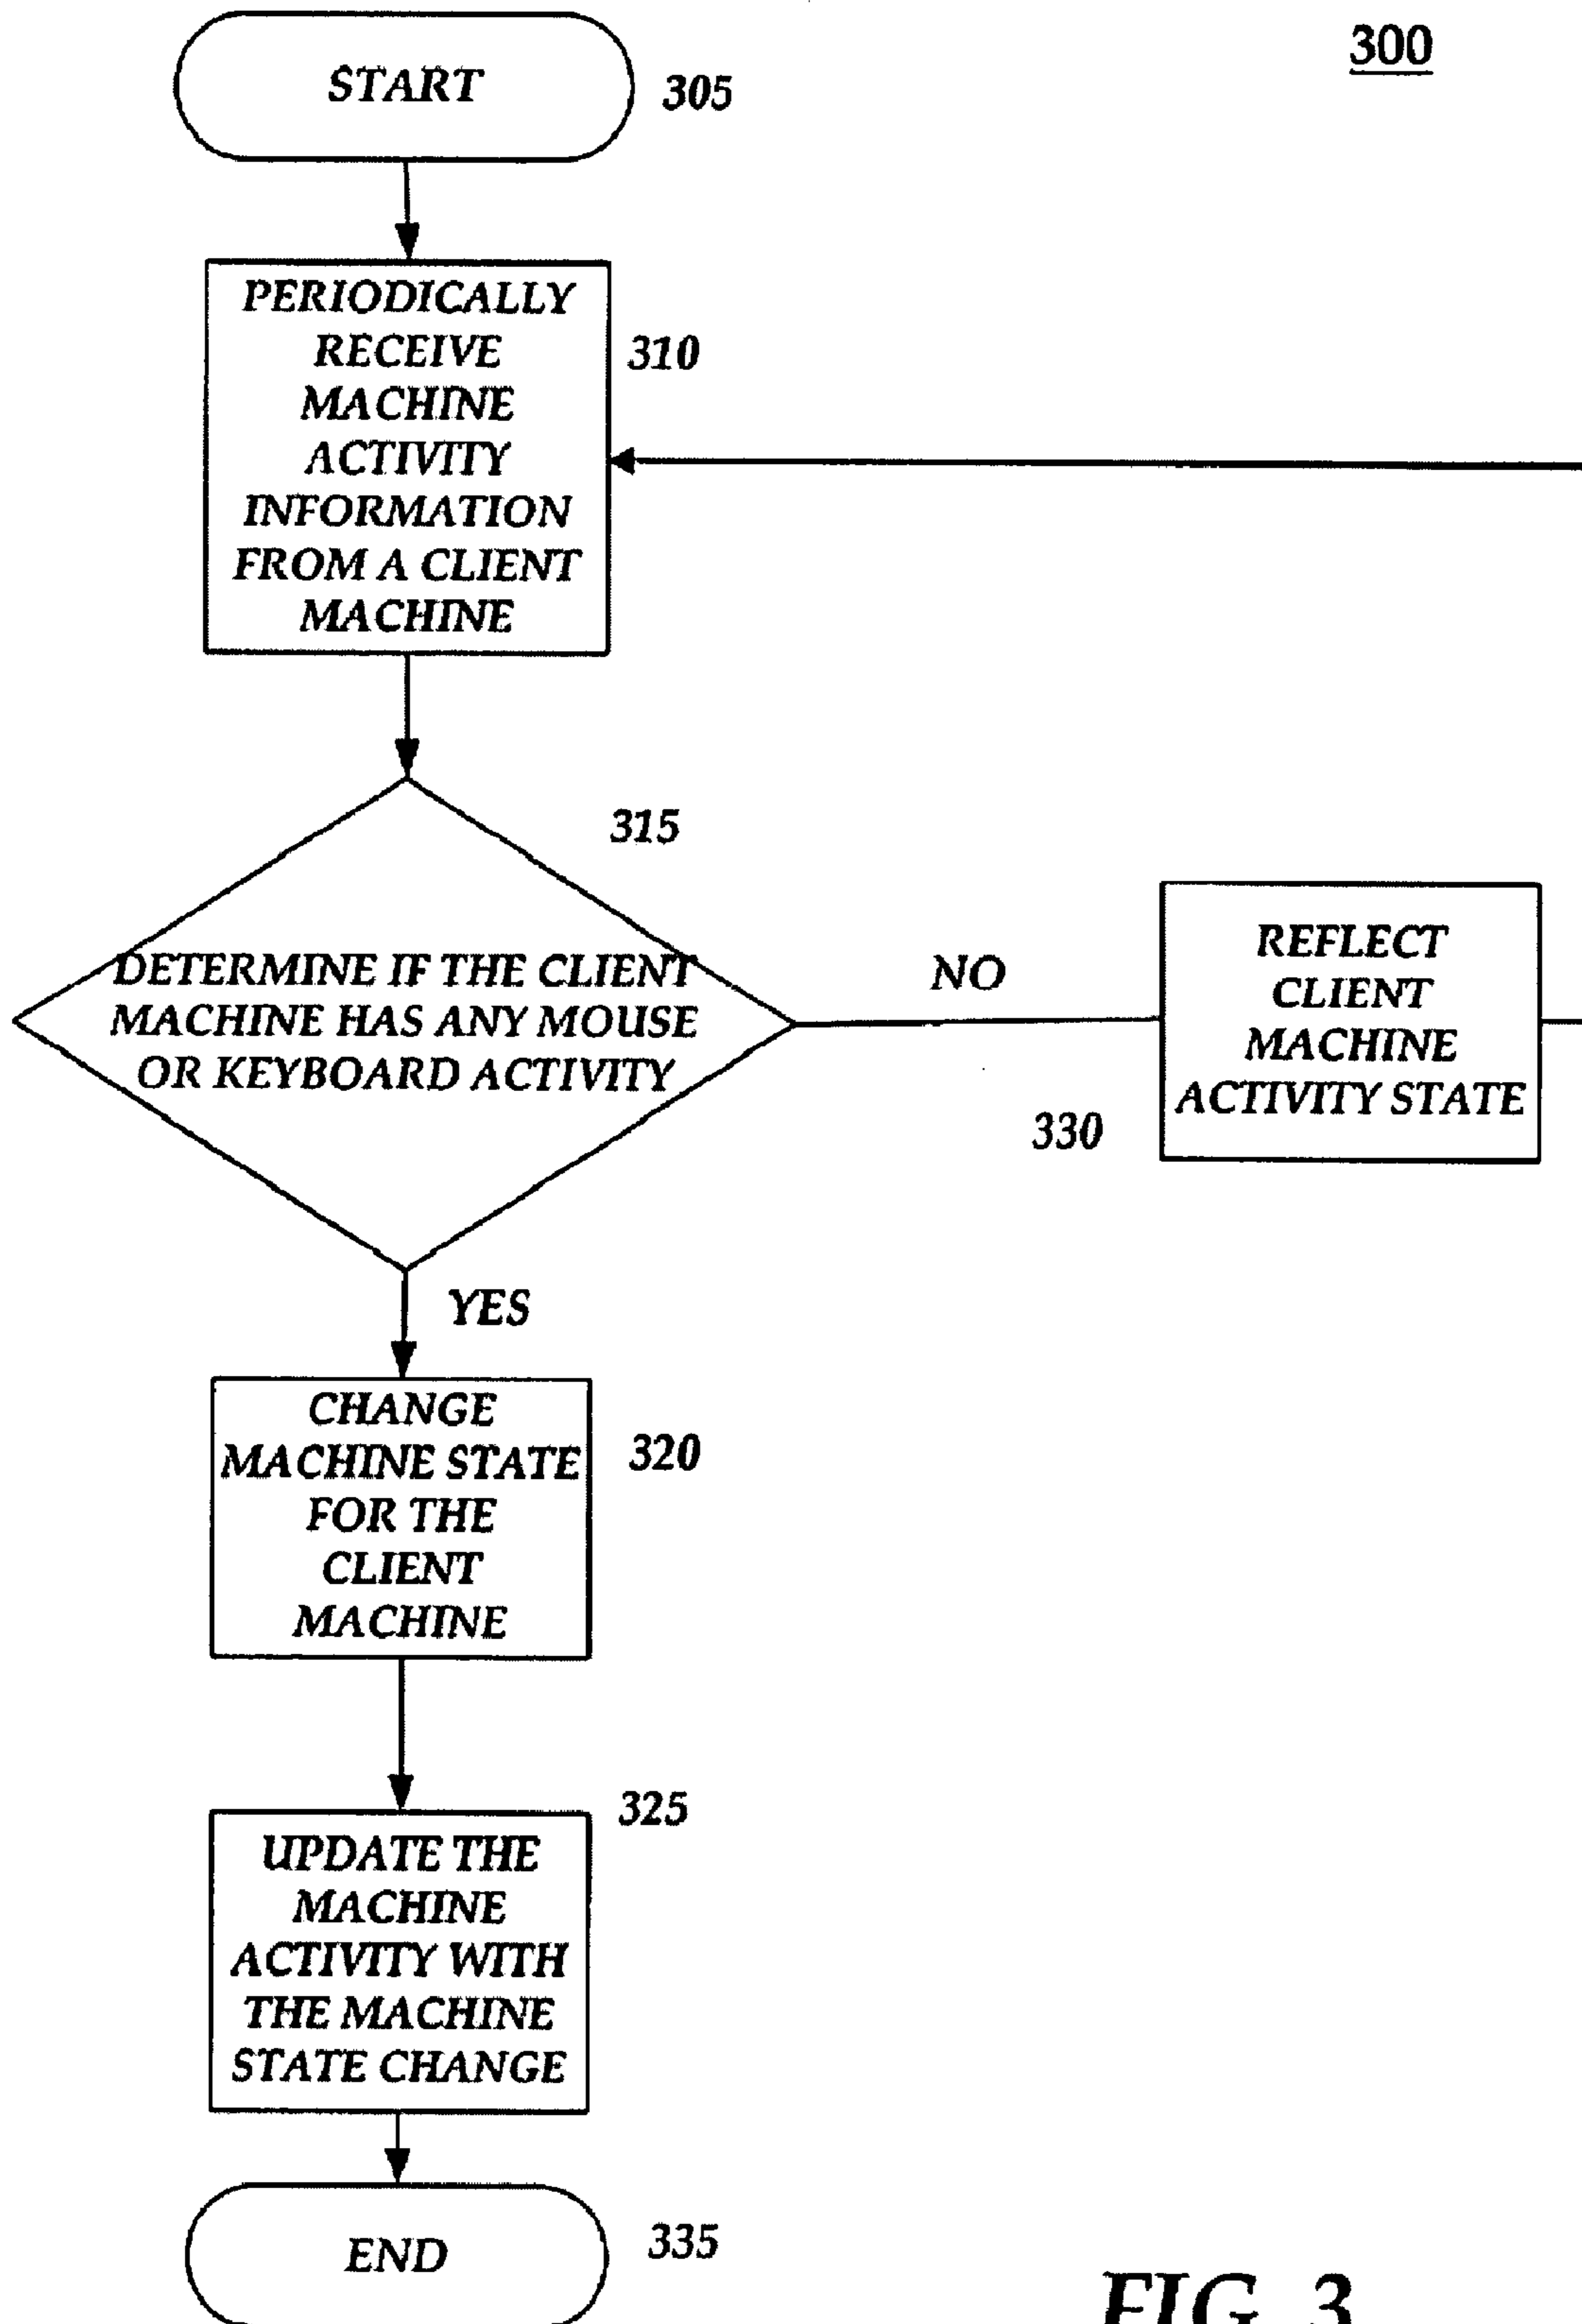 300
START
305
PERIODICALLY
RECEIVE
MACHINE
ACTIVITY
INFORMATION
FROM A CLIENT
MACHINE
310
315
DETERMINE IF THE CLIENT
MACHINE HAS ANY MOUSE
OR KEYBOARD ACTIVITY
NO
REFLECT
CLIENT
MACHINE
ACTIVITY STATE
330
YES
CHANGE
MACHINE STATE
FOR THE
CLIENT
MACHINE
320
325
UPDATE THE
MACHINE
ACTIVITY WITH
THE MACHINE
STATE CHANGE
END
335
FIG. 3